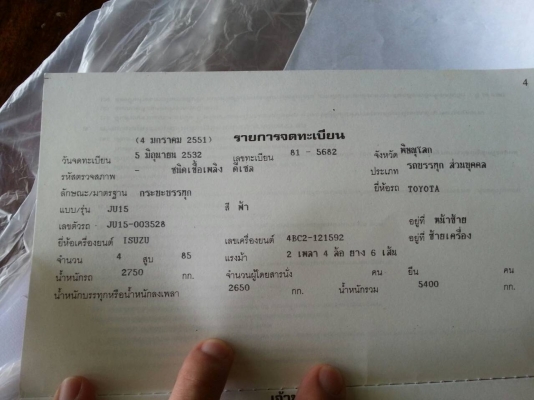 4
(4 มกราคม 2551) รายการจดทะเบียน
วันจดทะเบียน 5 มิถุนายน 2532 เลขทะเบียน 81 - 5682 จังหวัด พิษณุโลก
รหัสตรวจสภาพ - ชนิดเชื้อเพลิง ดีเซล ประเภท รถบรรทุก ส่วนบุคคล
ลักษณะ/มาตรฐาน กระบะบรรทุก ยี่ห้อรถ TOYOTA
แบบ/รุ่น JU15 สี ฟ้า
เลขตัวรถ JU15-003528 อยู่ที่ หน้าซ้าย
ยี่ห้อเครื่องยนต์ ISUZU เลขเครื่องยนต์ 4BC2-121592 อยู่ที่ ซ้ายเครื่อง
จำนวน 4 สูบ 85 แรงม้า 2 เพลา 4 ล้อ ยาง 6 เส้น
น้ำหนักรถ 2750 กก. จำนวนผู้โดยสารนั่ง คน ยืน คน
น้ำหนักบรรทุกหรือน้ำหนักลงเพลา 2650 กก. น้ำหนักรวม 5400 กก.